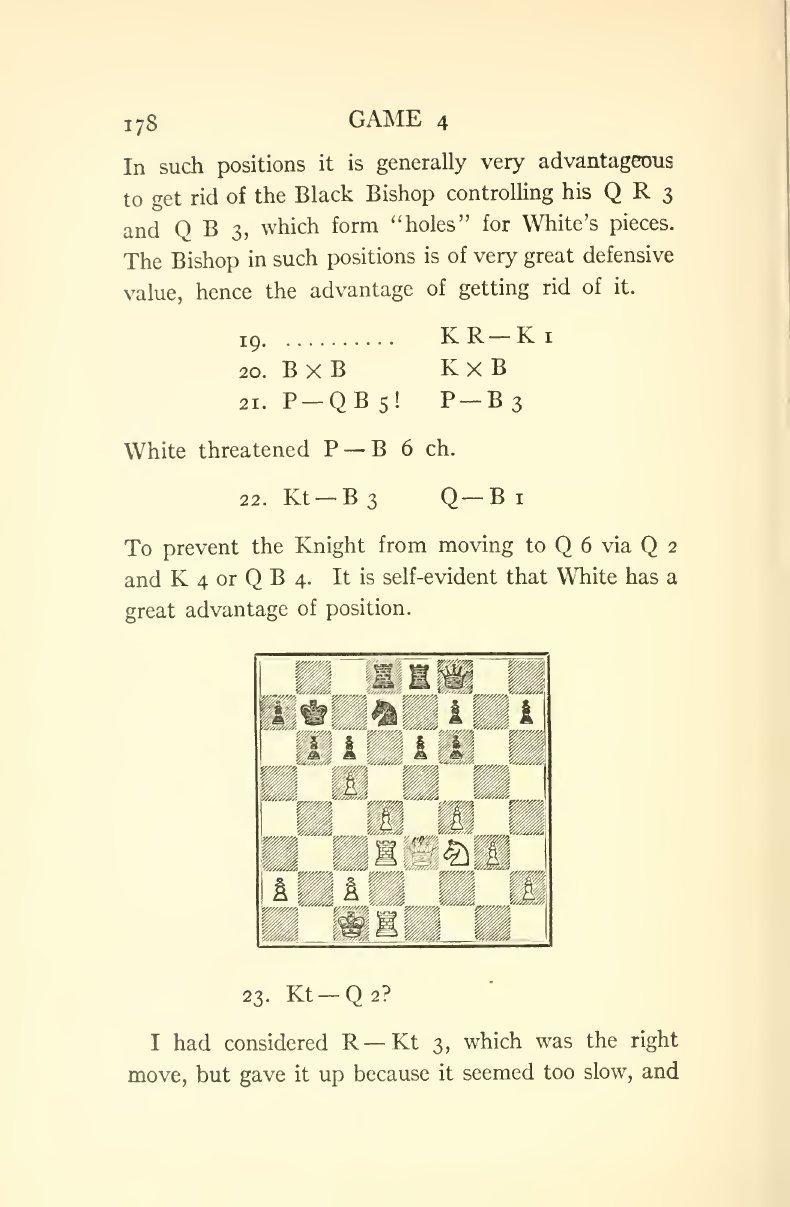 178
GAME 4
In such positions it is generally very advantageous
to get rid of the Black Bishop controlling his Q R 3
and Q B 3, which form “holes” for White’s pieces.
The Bishop in such positions is of very great defensive
value, hence the advantage of getting rid of it.
19. .......... K R—K 1
20. B × B K × B
21. P—Q B 5! P—B 3
White threatened P—B 6 ch.
22. Kt—B 3 Q—B 1
To prevent the Knight from moving to Q 6 via Q 2
and K 4 or Q B 4. It is self-evident that White has a
great advantage of position.
23. Kt—Q 2?
I had considered R—Kt 3, which was the right
move, but gave it up because it seemed too slow, and